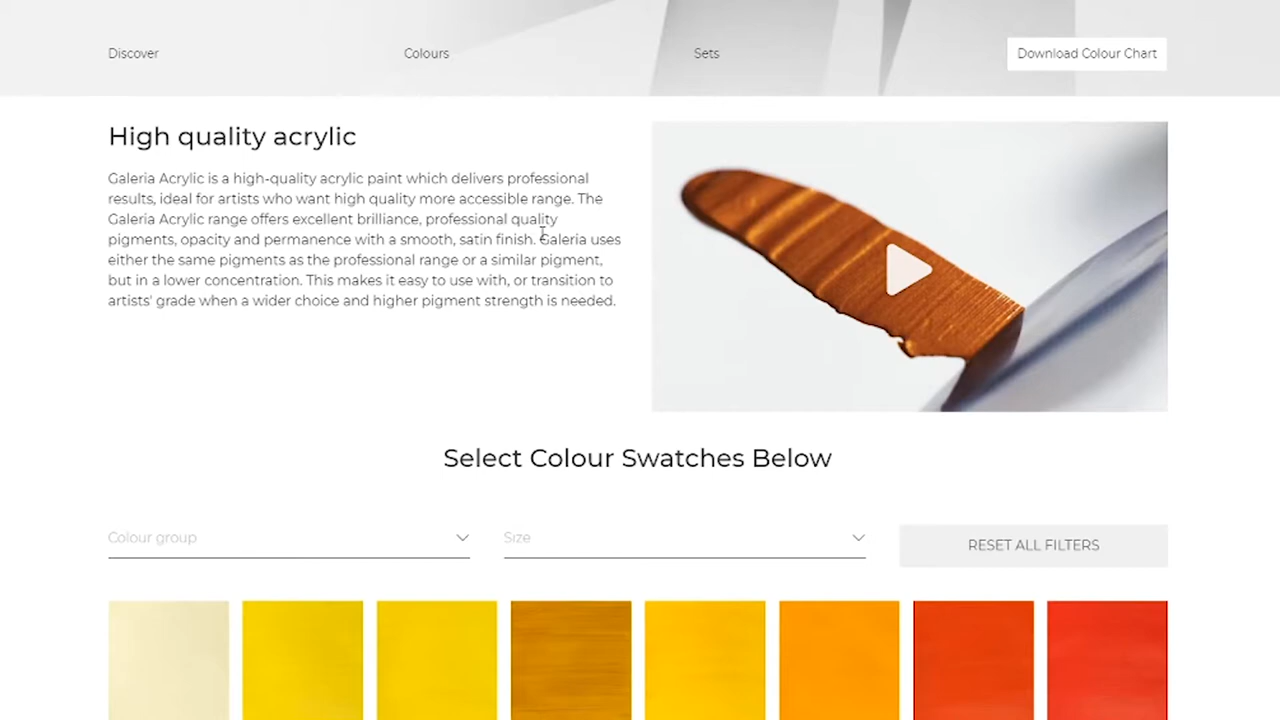 Discover
Colours
Sets
Download Colour Chart
High quality acrylic
Galeria Acrylic is a high-quality acrylic paint which delivers professional
results, ideal for artists who want high quality more accessible range. The
Galeria Acrylic range offers excellent brilliance, professional quality
pigments, opacity and permanence with a smooth, satin finish. Galeria uses
either the same pigments as the professional range or a similar pigment,
but in a lower concentration. This makes it easy to use with, or transition to
artists' grade when a wider choice and higher pigment strength is needed.
Select Colour Swatches Below
Colour group
Size
RESET ALL FILTERS